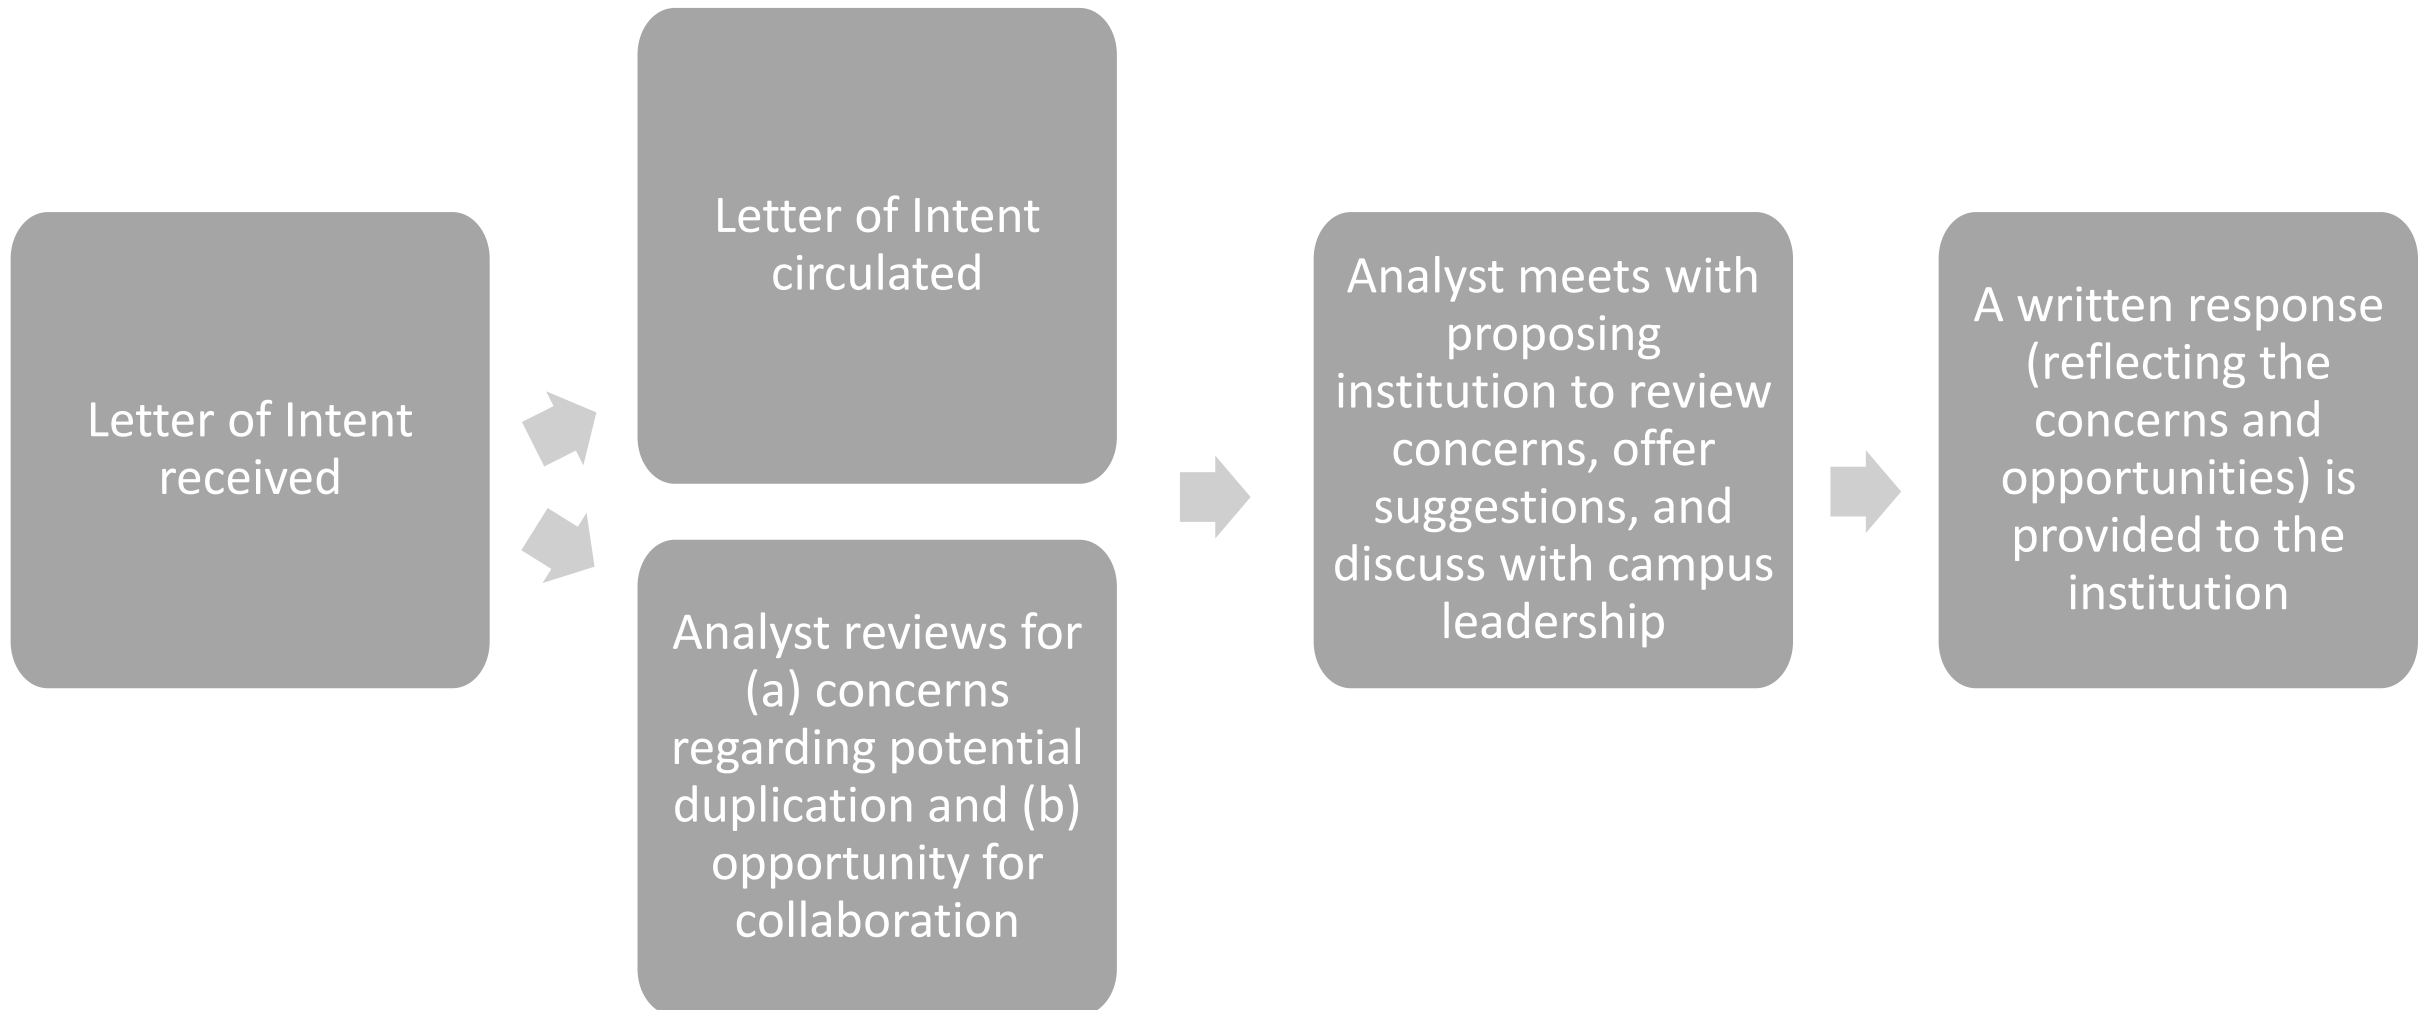 Letter of Intent
received
Letter of Intent
circulated
Analyst reviews for
(a) concerns
regarding potential
duplication and (b)
opportunity for
collaboration
Analyst meets with
proposing
institution to review
concerns, offer
suggestions, and
discuss with campus
leadership
A written response
(reflecting the
concerns and
opportunities) is
provided to the
institution